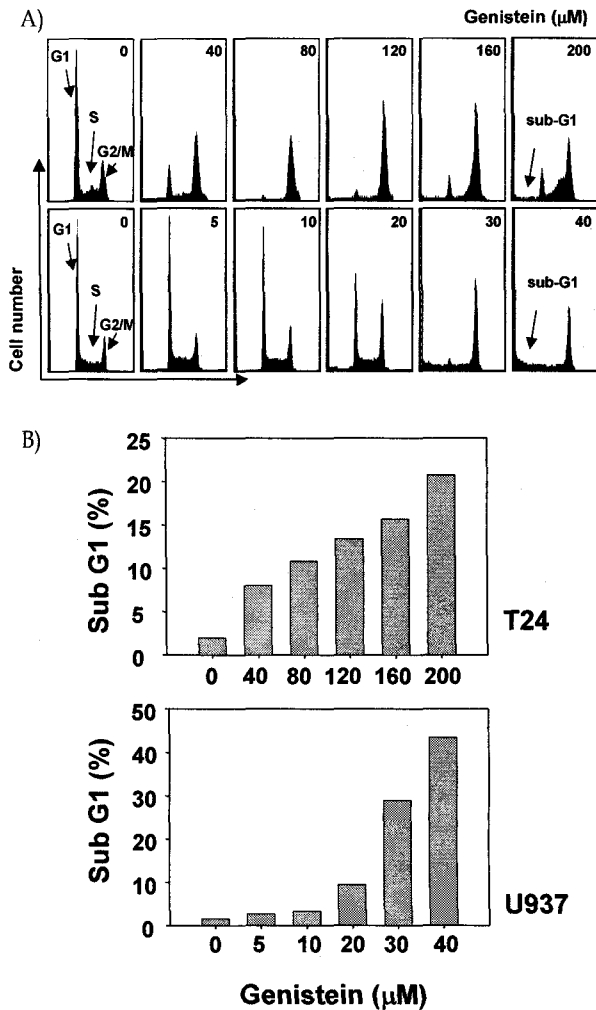 A)
Genistein (μM)
0
40
80
120
160
200
G1
S
G2/M
sub-G1
0
5
10
20
30
40
G1
S
G2/M
sub-G1
Cell number
B)
25
20
15
10
5
0
Sub G1 (%)
0 40 80 120 160 200
T24
50
40
30
20
10
0
Sub G1 (%)
0 5 10 20 30 40
U937
Genistein (μM)